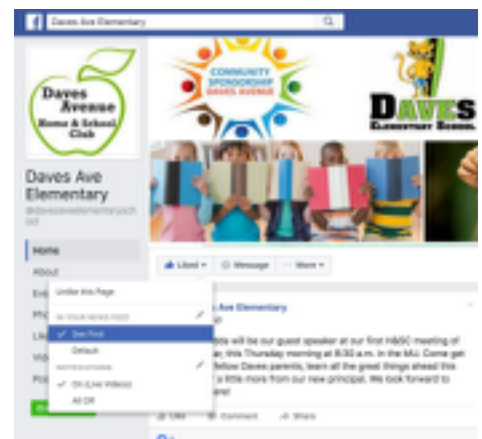 Daves Ave Elementary
Daves
Avenue
Home & School
Club
COMMUNITY
SPONSORSHIP
DAVES AVENUE
DAVES
ELEMENTARY SCHOOL
Daves Ave
Elementary
Home
About
Liked
Message
More
Unlike this Page
IN YOUR NEWS FEED
See First
Default
NOTIFICATIONS
On (Live Videos)
All Off
Ave Elementary
will be our guest speaker at our first H&SC meeting of
this Thursday morning at 8:30 a.m. in the MU. Come get
fellow Daves parents, learn all the great things ahead this
a little more from our new principal. We look forward to
Like
Comment
Share